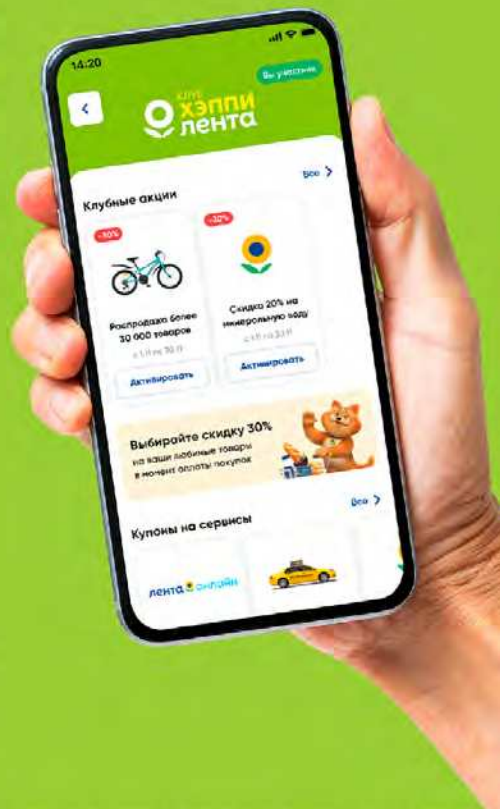 14:20
Вы участник
КЛУБ
ХЭППИ
лента
Клубные акции
Все
-30%
Распродажа более
30 000 товаров
Активировать
-20%
Скидка 20% на
минеральную воду
Активировать
Выбирайте скидку 30%
на ваши любимые товары
в момент оплаты покупок
Купоны на сервисы
Все
лента онлайн